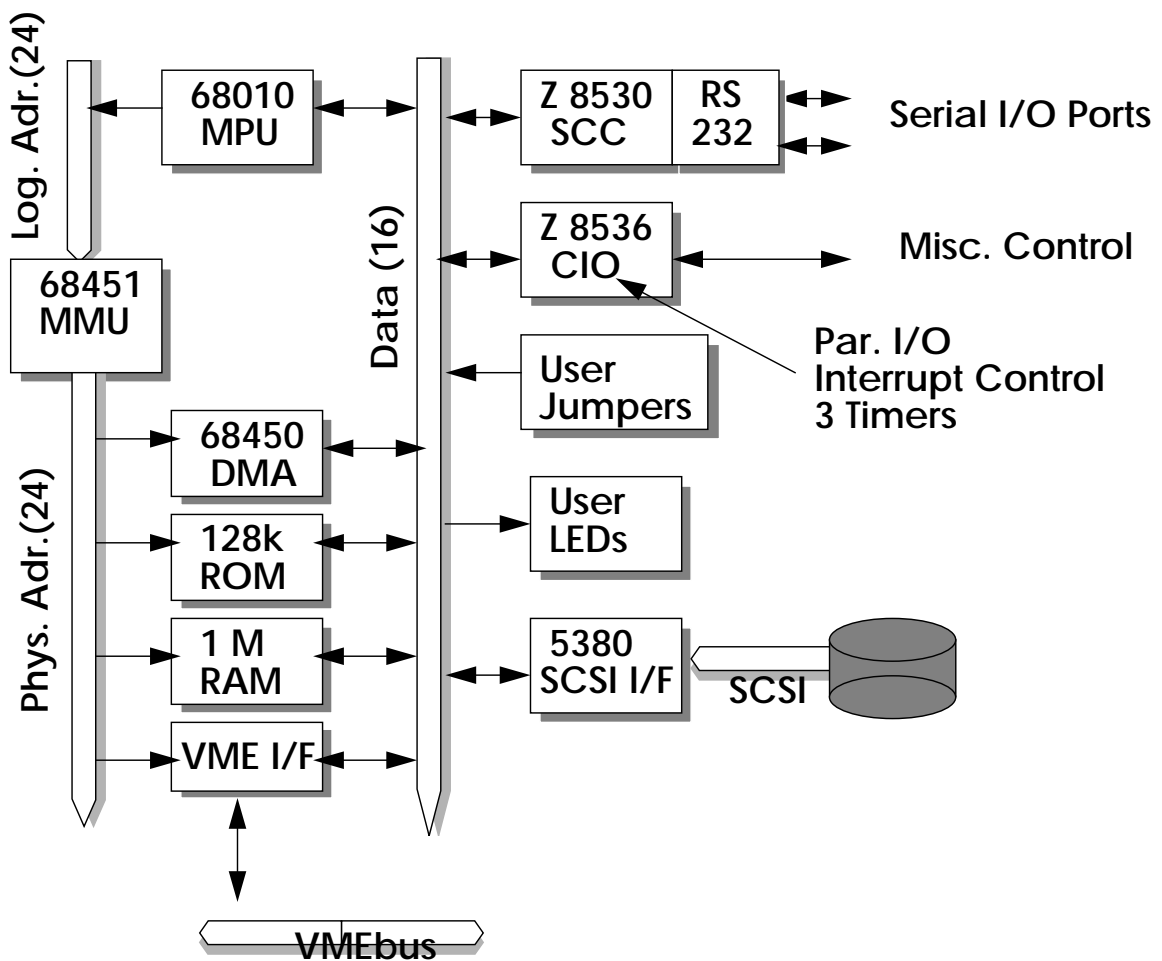 Log. Adr.(24)
68010
MPU
Z 8530
SCC
RS
232
Serial I/O Ports
Data (16)
Z 8536
CIO
Misc. Control
68451
MMU
Par. I/O
Interrupt Control
3 Timers
User
Jumpers
Phys. Adr.(24)
68450
DMA
User
LEDs
128k
ROM
1 M
RAM
5380
SCSI I/F
SCSI
VME I/F
VMEbus